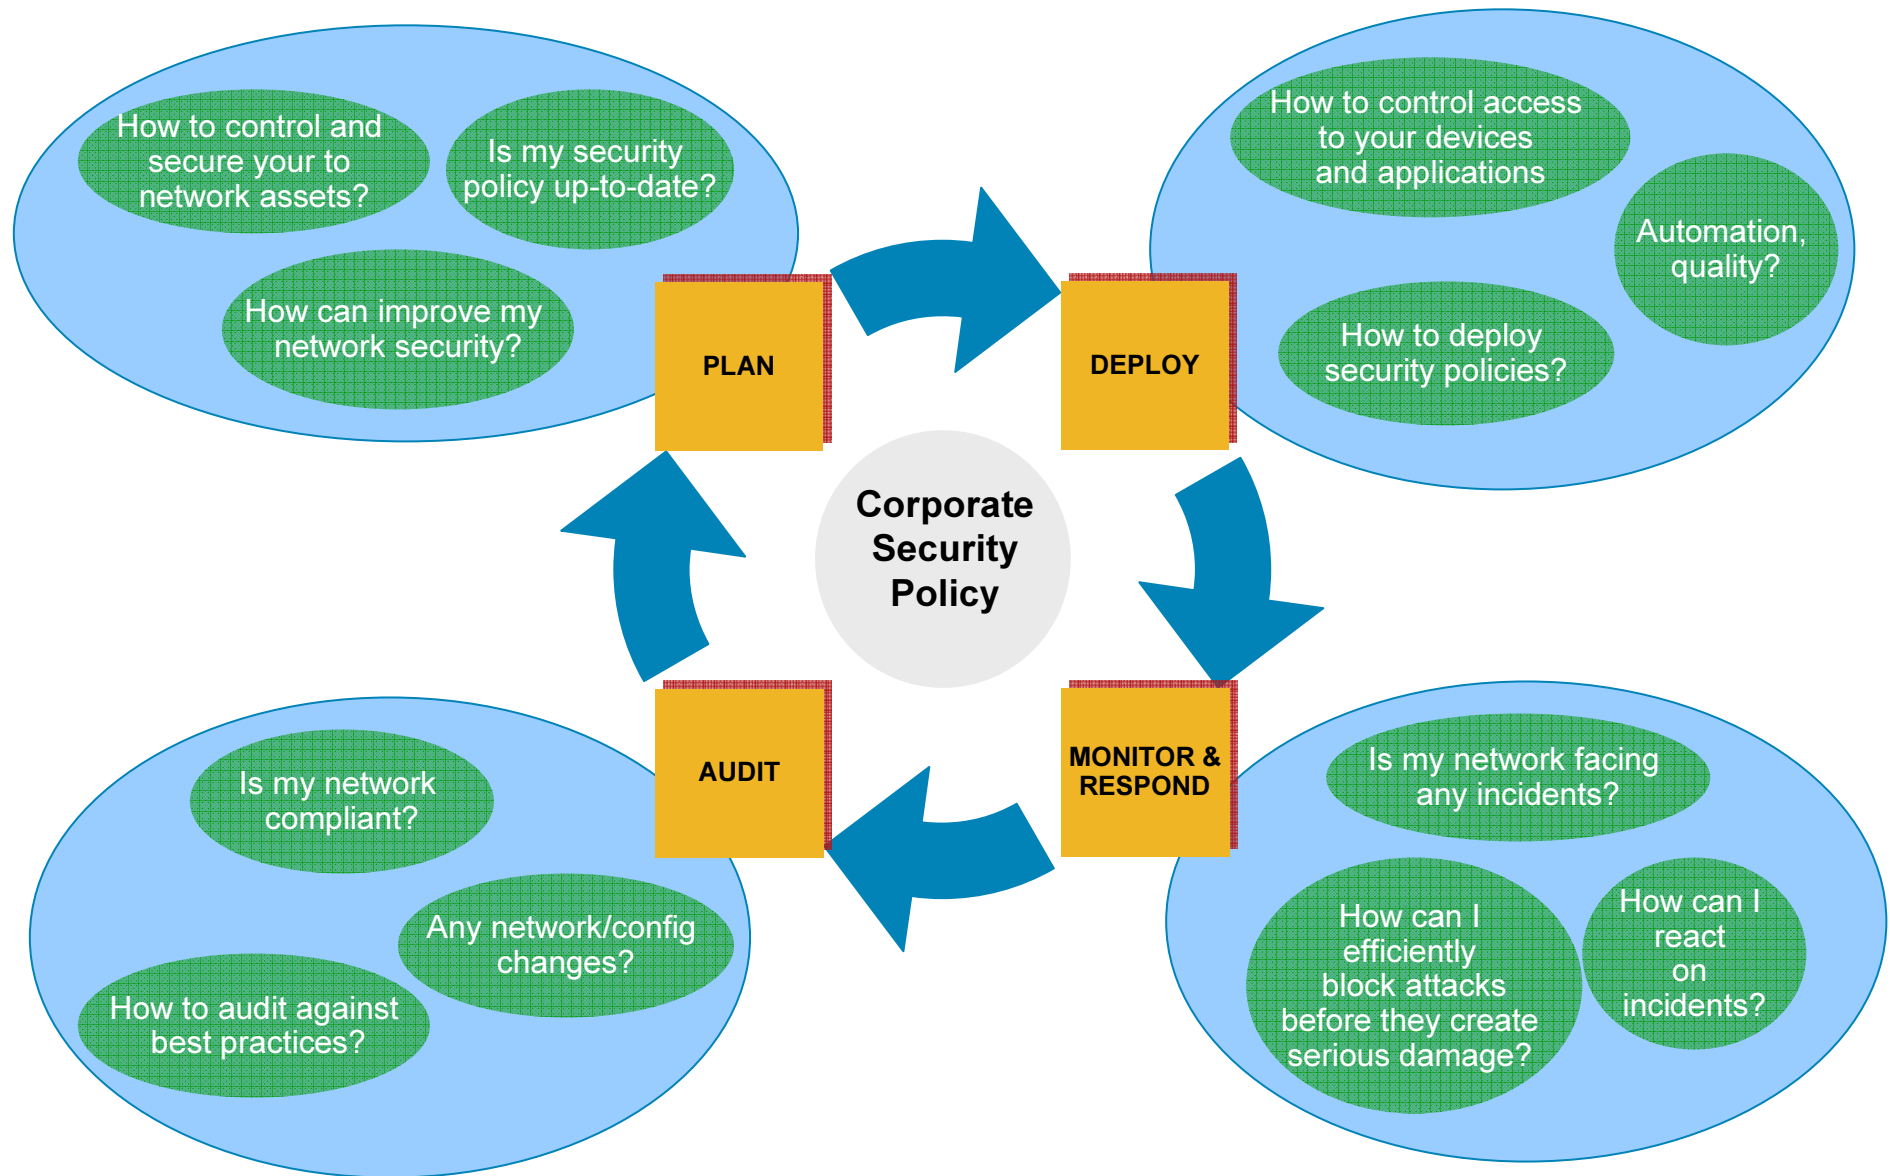 How to control and
secure your to
network assets?
Is my security
policy up-to-date?
How can improve my
network security?
PLAN
How to control access
to your devices
and applications
Automation,
quality?
How to deploy
security policies?
DEPLOY
Corporate
Security
Policy
MONITOR &
RESPOND
Is my network facing
any incidents?
How can I
efficiently
block attacks
before they create
serious damage?
How can I
react
on
incidents?
AUDIT
Is my network
compliant?
Any network/config
changes?
How to audit against
best practices?